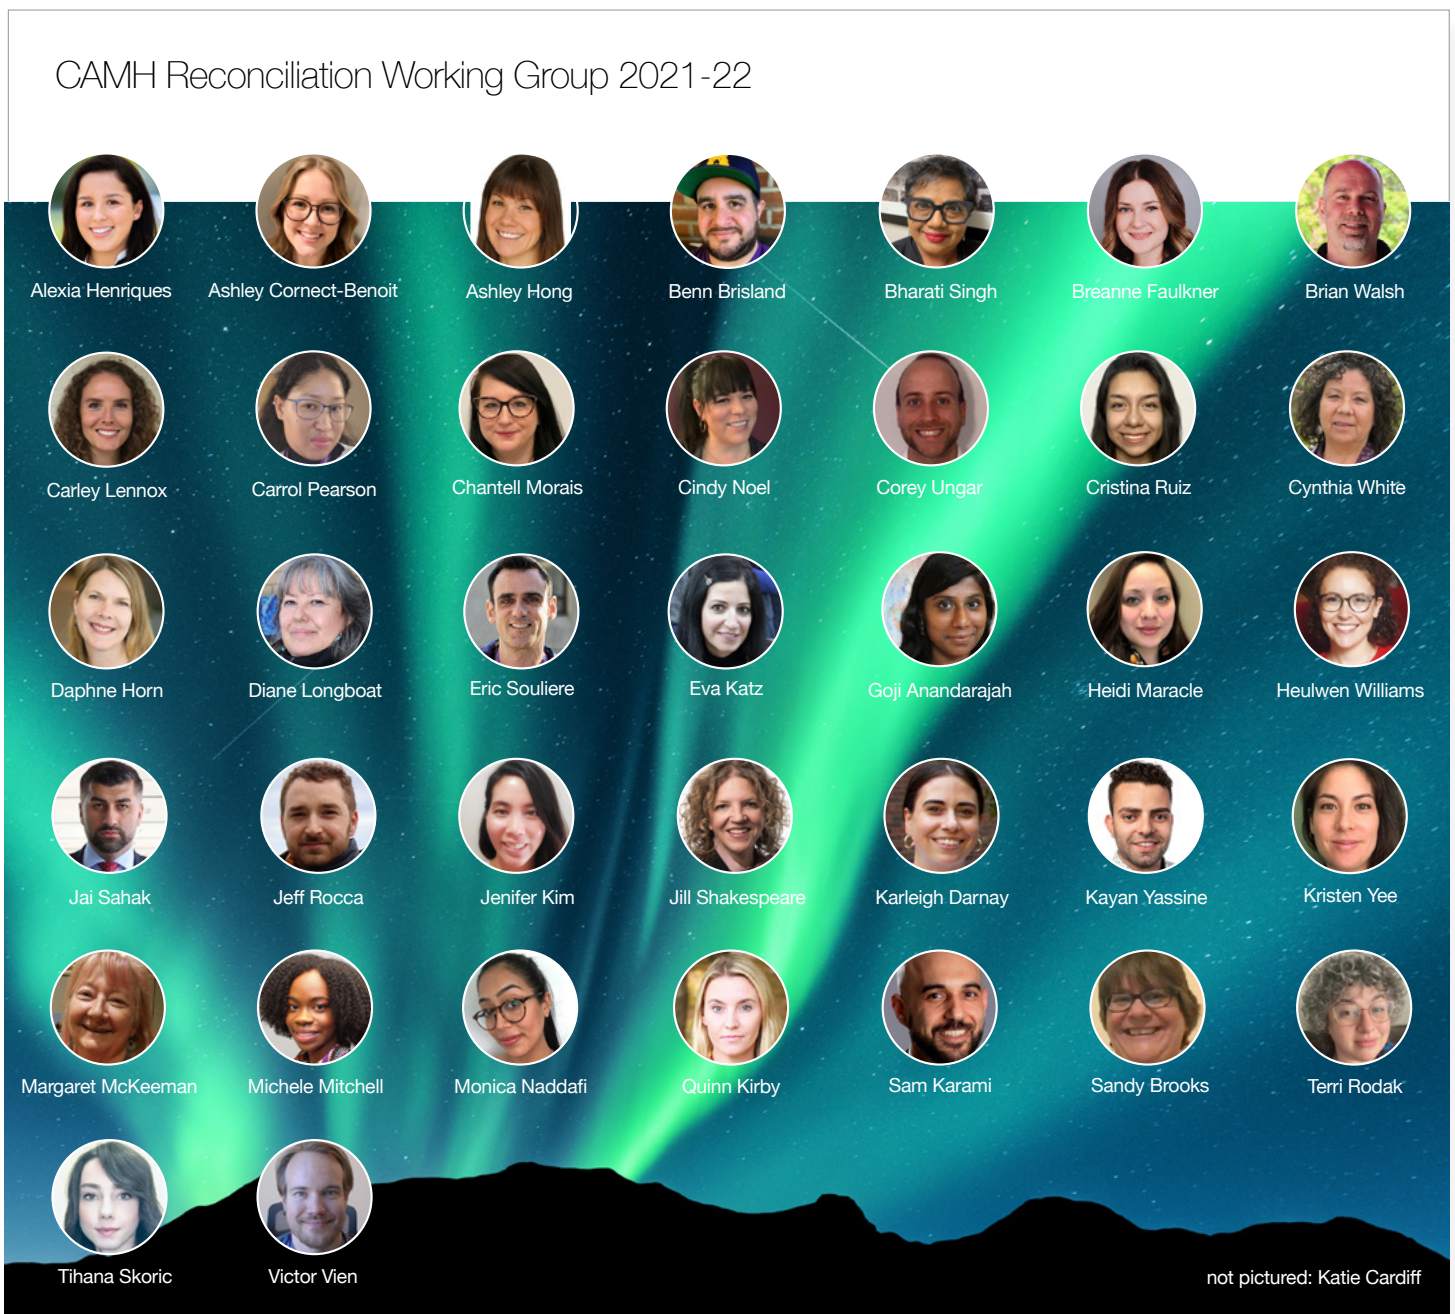 CAMH Reconciliation Working Group 2021-22
Alexia Henriques
Ashley Cornect-Benoit
Ashley Hong
Benn Brisland
Bharati Singh
Breanne Faulkner
Brian Walsh
Carley Lennox
Carrol Pearson
Chantell Morais
Cindy Noel
Corey Ungar
Cristina Ruiz
Cynthia White
Daphne Horn
Diane Longboat
Eric Souliere
Eva Katz
Goji Anandarajah
Heidi Maracle
Heulwen Williams
Jai Sahak
Jeff Rocca
Jenifer Kim
Jill Shakespeare
Karleigh Darnay
Kayan Yassine
Kristen Yee
Margaret McKeeman
Michele Mitchell
Monica Naddafi
Quinn Kirby
Sam Karami
Sandy Brooks
Terri Rodak
Tihana Skoric
Victor Vien
not pictured: Katie Cardiff